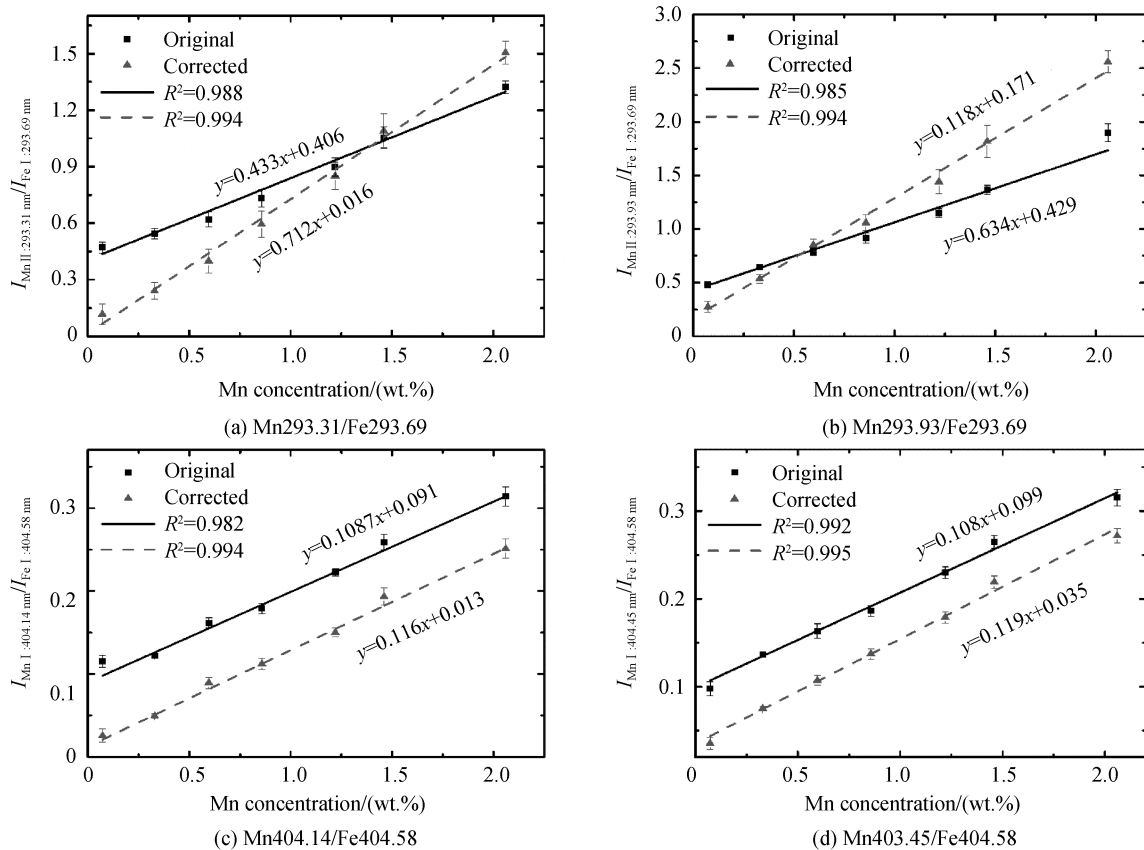 1.5
1.2
0.9
0.6
0.3
0
0
0.5
1.0
1.5
2.0
Original
Corrected
R²=0.988
R²=0.994
y=0.433x+0.406
y=0.712x+0.016
I Mn II :293.31 nm/I Fe I :293.69 nm
Mn concentration/(wt.%)
(a) Mn293.31/Fe293.69
3.0
2.5
2.0
1.5
1.0
0.5
0
0
0.5
1.0
1.5
2.0
Original
Corrected
R²=0.985
R²=0.994
y=0.118x+0.171
y=0.634x+0.429
I Mn II :293.93 nm/I Fe I :293.69 nm
Mn concentration/(wt.%)
(b) Mn293.93/Fe293.69
0.3
0.2
0.1
0
0
0.5
1.0
1.5
2.0
Original
Corrected
R²=0.982
R²=0.994
y=0.1087x+0.091
y=0.116x+0.013
I Mn I :404.14 nm/I Fe I :404.58 nm
Mn concentration/(wt.%)
(c) Mn404.14/Fe404.58
0.3
0.2
0.1
0
0.5
1.0
1.5
2.0
Original
Corrected
R²=0.992
R²=0.995
y=0.108x+0.099
y=0.119x+0.035
I Mn I :404.45 nm/I Fe I :404.58 nm
Mn concentration/(wt.%)
(d) Mn403.45/Fe404.58